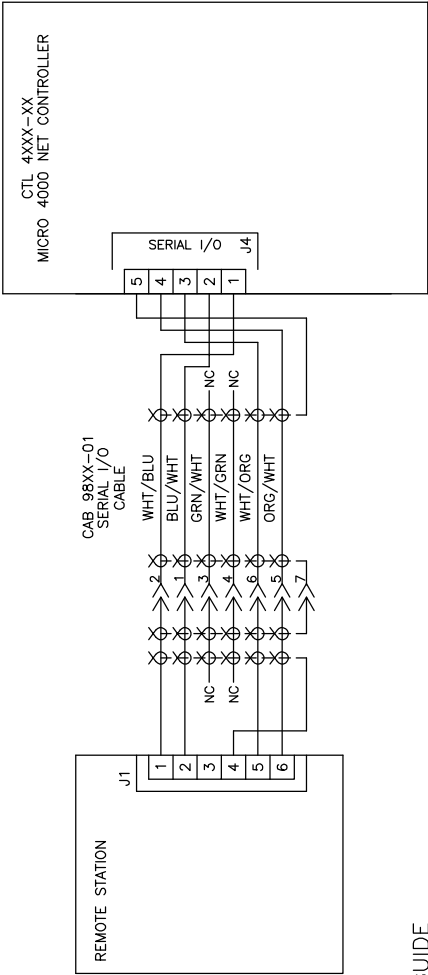 CTL 4XXX-XX
MICRO 4000 NET CONTROLLER
SERIAL I/O
J4
5
4
3
2
1
CAB 98XX-01
SERIAL I/O
CABLE
WHT/BLU
BLU/WHT
GRN/WHT
WHT/GRN
WHT/ORG
ORG/WHT
NC
NC
2
1
3
4
6
5
7
NC
NC
J1
1
2
3
4
5
6
REMOTE STATION
GUIDE